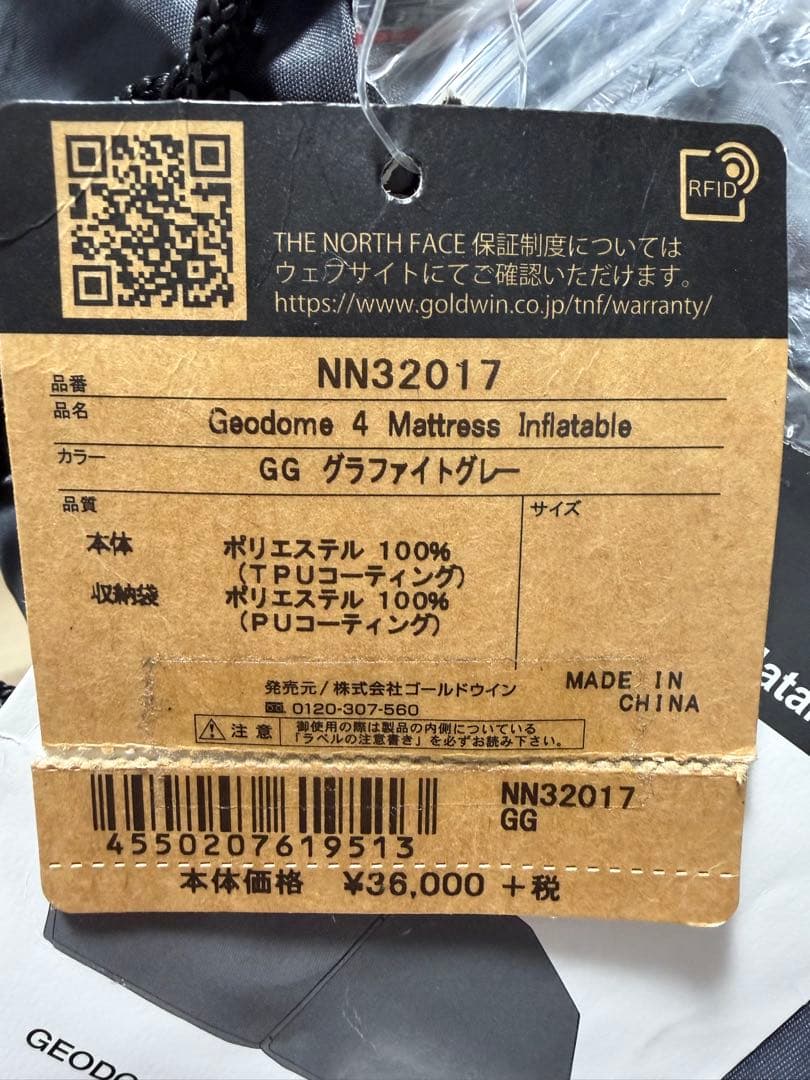 RFID
THE NORTH FACE 保証制度については
ウェブサイトにてご確認いただけます。
https://www.goldwin.co.jp/tnf/warranty/
品番 NN32017
品名 Geodome 4 Mattress Inflatable
カラー GG グラファイトグレー
品質 サイズ
本体 ポリエステル 100%
(TPUコーティング)
収納袋 ポリエステル 100%
(PUコーティング)
発売元/株式会社ゴールドウイン
0120-307-560
MADE IN
CHINA
注意 御使用の際は製品の内側についている
「ラベルの注意書き」を必ずお読み下さい。
NN32017
GG
4550207619513
本体価格 ¥36,000 +税
GEODO